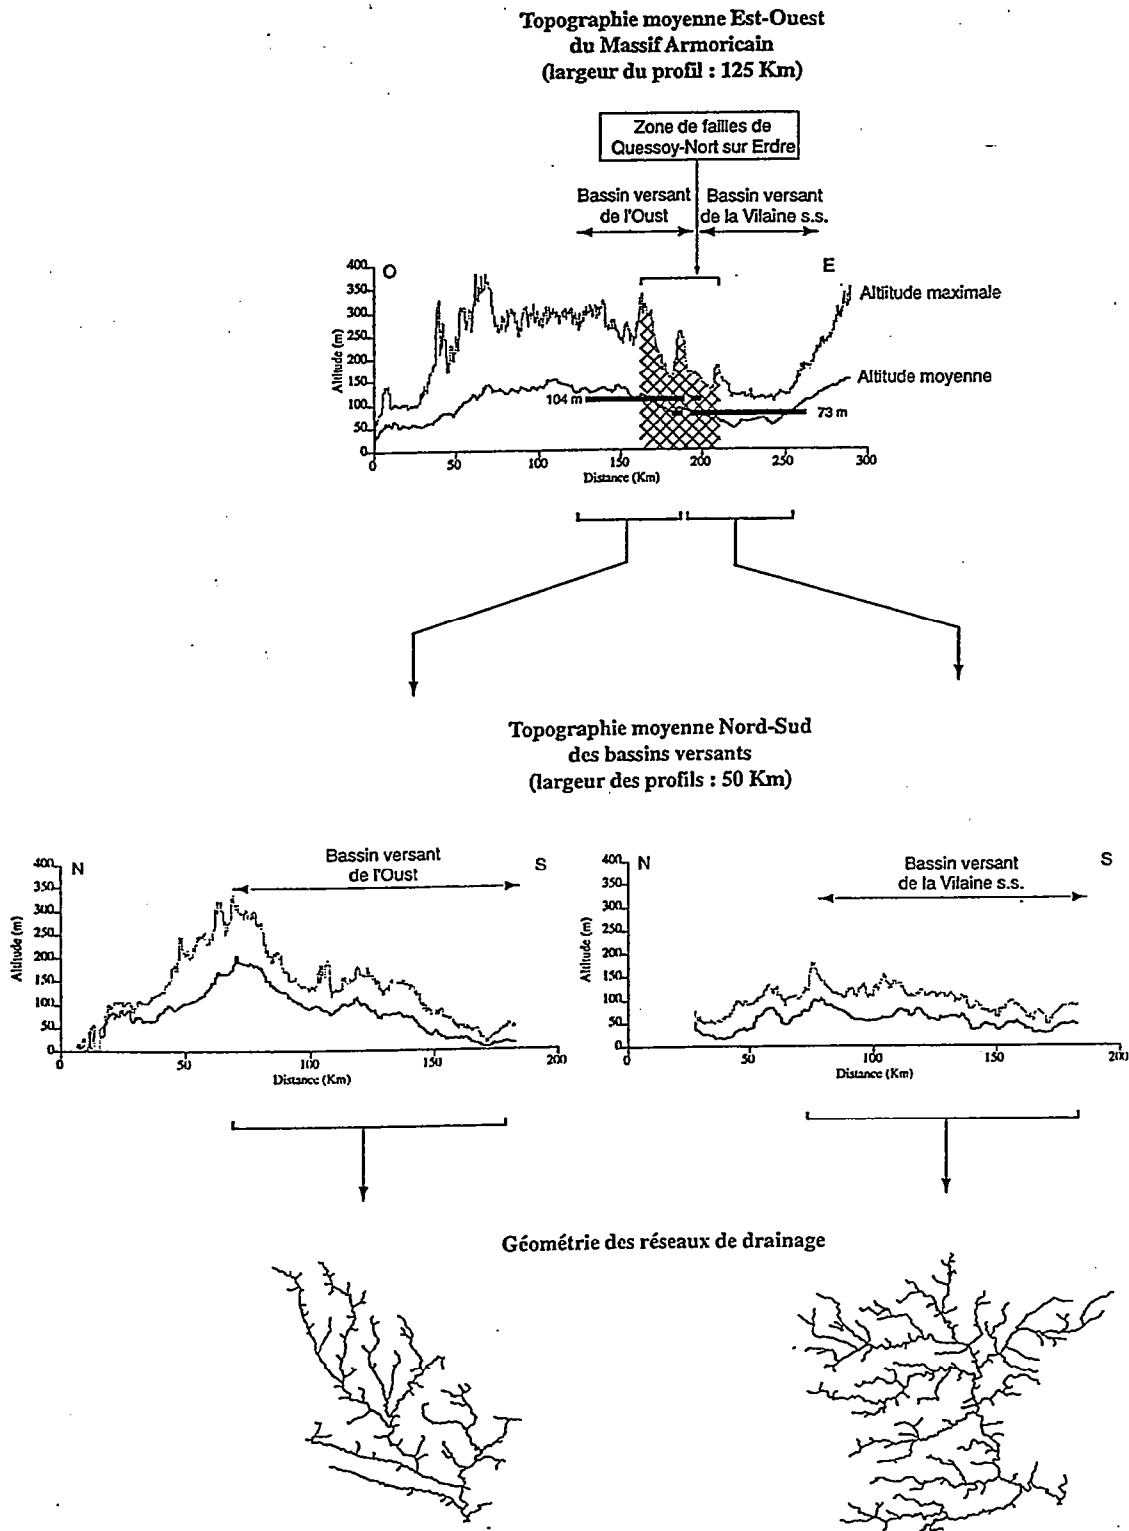 Topographie moyenne Est-Ouest
du Massif Armoricain
(largeur du profil : 125 Km)
Zone de failles de
Quessoy-Nort sur Erdre
Bassin versant
de l'Oust
Bassin versant
de la Vilaine s.s.
O
E
400
350
300
250
200
150
100
50
0
Altitude (m)
Altiitude maximale
Altitude moyenne
104 m
73 m
0 50 100 150 200 250 300
Distance (Km)
Topographie moyenne Nord-Sud
des bassins versants
(largeur des profils : 50 Km)
N
Bassin versant
de l'Oust
S
400
350
300
250
200
150
100
50
0
Altitude (m)
0 50 100 150 200
Distance (Km)
N
Bassin versant
de la Vilaine s.s.
S
400
350
300
250
200
150
100
50
0
Altitude (m)
0 50 100 150 200
Distance (Km)
Géométrie des réseaux de drainage